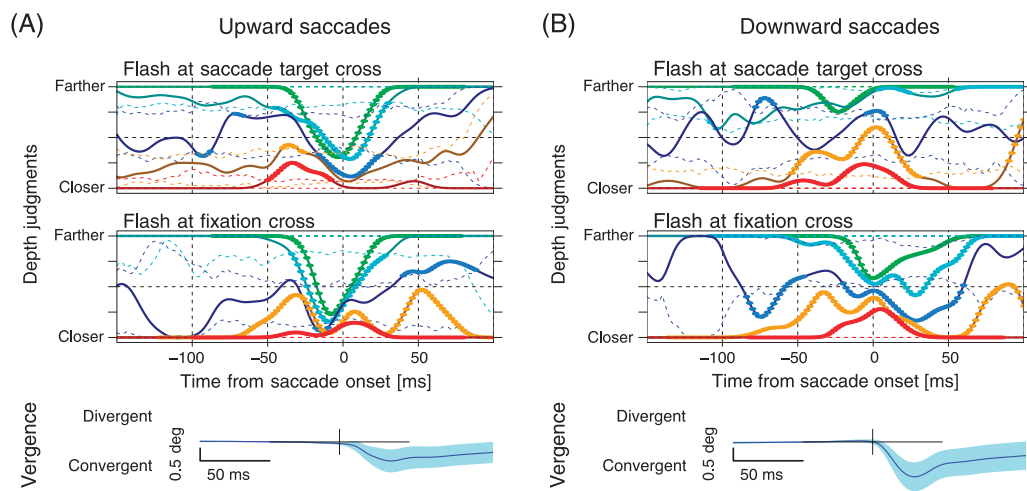 (A)
Upward saccades
Flash at saccade target cross
Farther
Closer
Depth judgments
Flash at fixation cross
Farther
Closer
−100
−50
0
50
Time from saccade onset [ms]
Vergence
Divergent
Convergent
0.5 deg
50 ms
(B)
Downward saccades
Flash at saccade target cross
Farther
Closer
Depth judgments
Flash at fixation cross
Farther
Closer
−100
−50
0
50
Time from saccade onset [ms]
Vergence
Divergent
Convergent
0.5 deg
50 ms